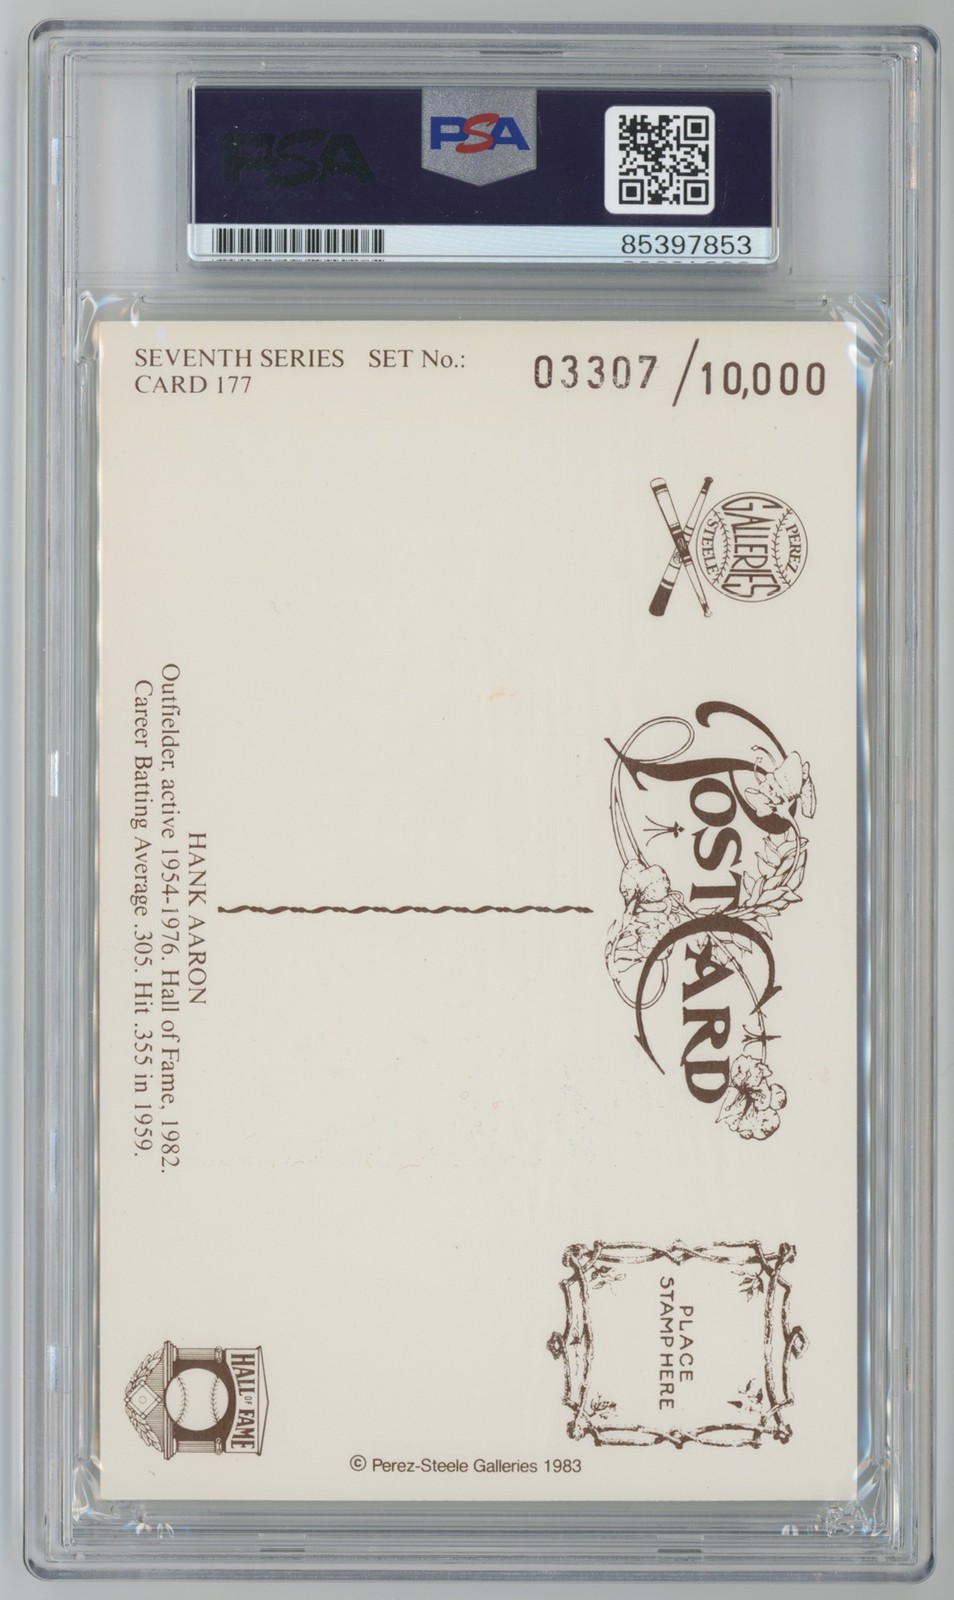 PSA
PSA
85397853
SEVENTH SERIES SET No.:
CARD 177
03307/10,000
PEREZ
GALLERIES
STEELE
POST CARD
HANK AARON
Outfielder, active 1954-1976. Hall of Fame, 1982.
Career Batting Average .305. Hit .355 in 1959.
PLACE
STAMP HERE
HALL OF FAME
© Perez-Steele Galleries 1983